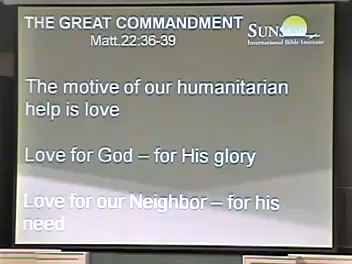 THE GREAT COMMANDMENT
Matt.22:36-39
SUNSET
International Bible Institute
The motive of our humanitarian
help is love
Love for God – for His glory
Love for our Neighbor – for his
need